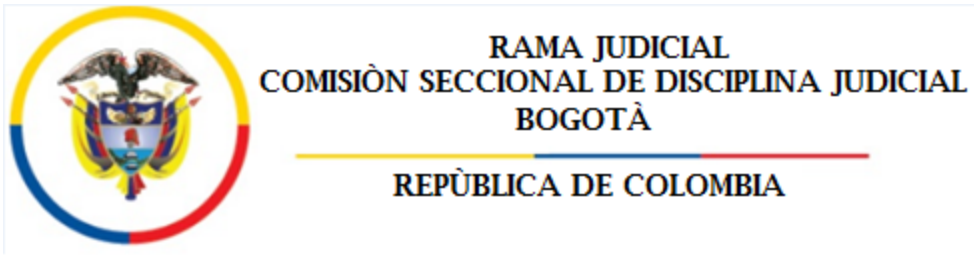 RAMA JUDICIAL
COMISIÒN SECCIONAL DE DISCIPLINA JUDICIAL
BOGOTÀ
REPÙBLICA DE COLOMBIA